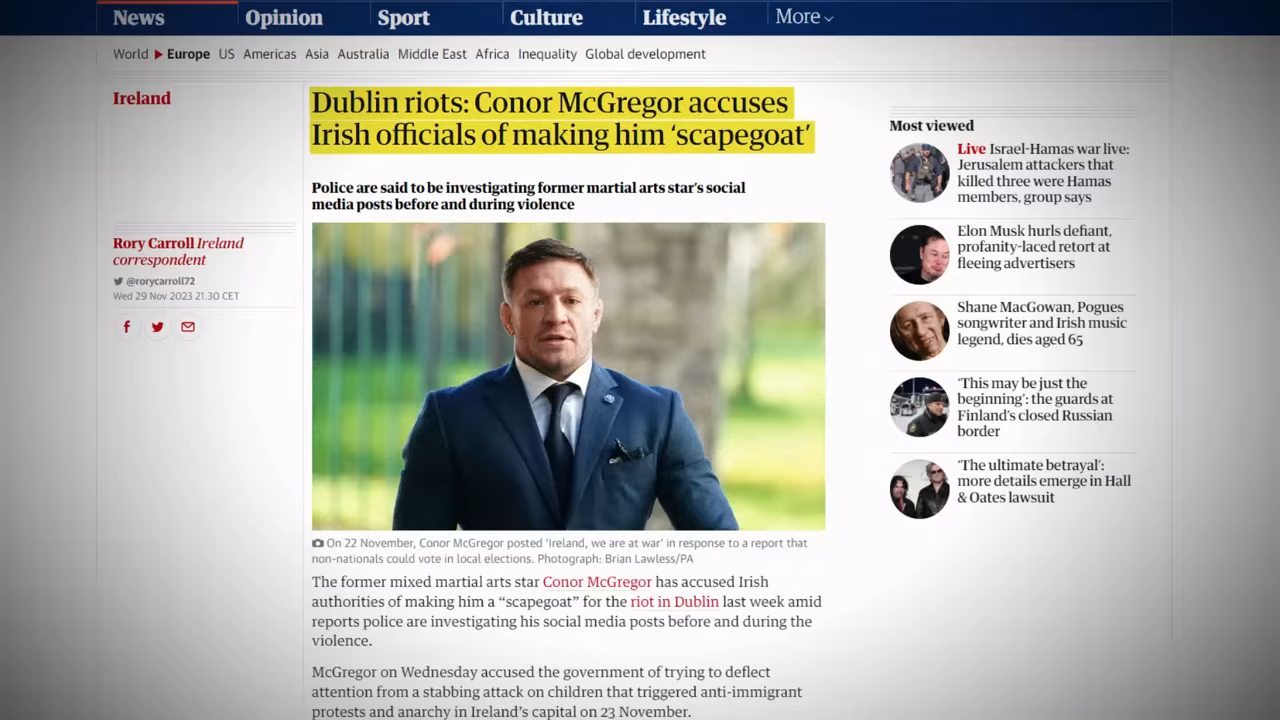 News
Opinion
Sport
Culture
Lifestyle
More
World
Europe
US
Americas
Asia
Australia
Middle East
Africa
Inequality
Global development
Ireland
Dublin riots: Conor McGregor accuses
Irish officials of making him ‘scapegoat’
Police are said to be investigating former martial arts star’s social
media posts before and during violence
Rory Carroll Ireland
correspondent
@rorycarroll72
Wed 29 Nov 2023 21.30 CET
On 22 November, Conor McGregor posted ‘Ireland, we are at war’ in response to a report that
non-nationals could vote in local elections. Photograph: Brian Lawless/PA
The former mixed martial arts star Conor McGregor has accused Irish
authorities of making him a “scapegoat” for the riot in Dublin last week amid
reports police are investigating his social media posts before and during the
violence.
McGregor on Wednesday accused the government of trying to deflect
attention from a stabbing attack on children that triggered anti-immigrant
protests and anarchy in Ireland’s capital on 23 November.
Most viewed
Live Israel-Hamas war live:
Jerusalem attackers that
killed three were Hamas
members, group says
Elon Musk hurls defiant,
profanity-laced retort at
fleeing advertisers
Shane MacGowan, Pogues
songwriter and Irish music
legend, dies aged 65
‘This may be just the
beginning’: the guards at
Finland’s closed Russian
border
‘The ultimate betrayal’:
more details emerge in Hall
& Oates lawsuit